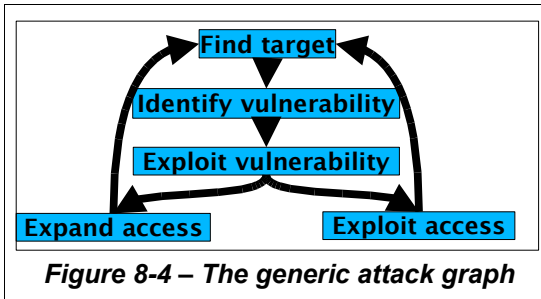 Find target
Identify vulnerability
Exploit vulnerability
Expand access
Exploit access
Figure 8-4 – The generic attack graph